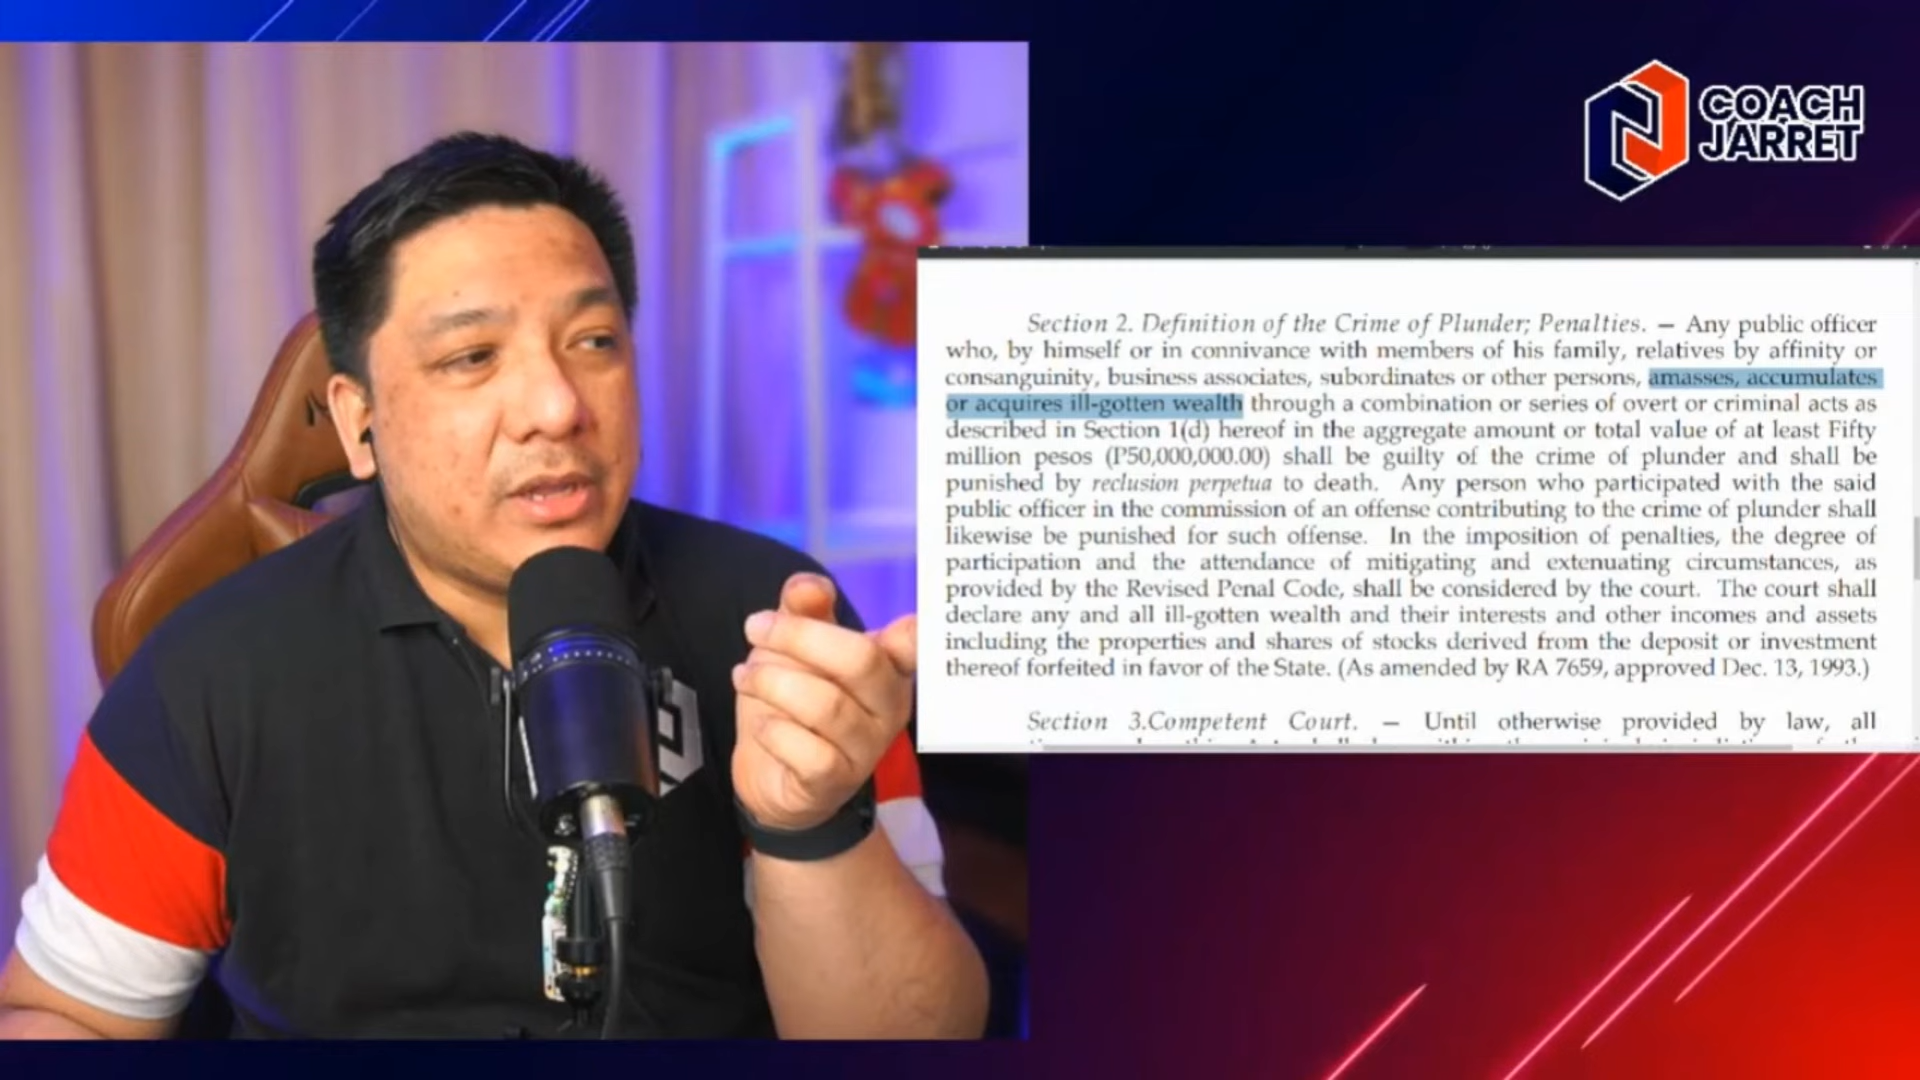 COACH
JARRET
Section 2. Definition of the Crime of Plunder; Penalties. — Any public officer
who, by himself or in connivance with members of his family, relatives by affinity or
consanguinity, business associates, subordinates or other persons, amasses, accumulates
or acquires ill-gotten wealth through a combination or series of overt or criminal acts as
described in Section 1(d) hereof in the aggregate amount or total value of at least Fifty
million pesos (P50,000,000.00) shall be guilty of the crime of plunder and shall be
punished by reclusion perpetua to death. Any person who participated with the said
public officer in the commission of an offense contributing to the crime of plunder shall
likewise be punished for such offense. In the imposition of penalties, the degree of
participation and the attendance of mitigating and extenuating circumstances, as
provided by the Revised Penal Code, shall be considered by the court. The court shall
declare any and all ill-gotten wealth and their interests and other incomes and assets
including the properties and shares of stocks derived from the deposit or investment
thereof forfeited in favor of the State. (As amended by RA 7659, approved Dec. 13, 1993.)
Section 3.Competent Court. — Until otherwise provided by law, all